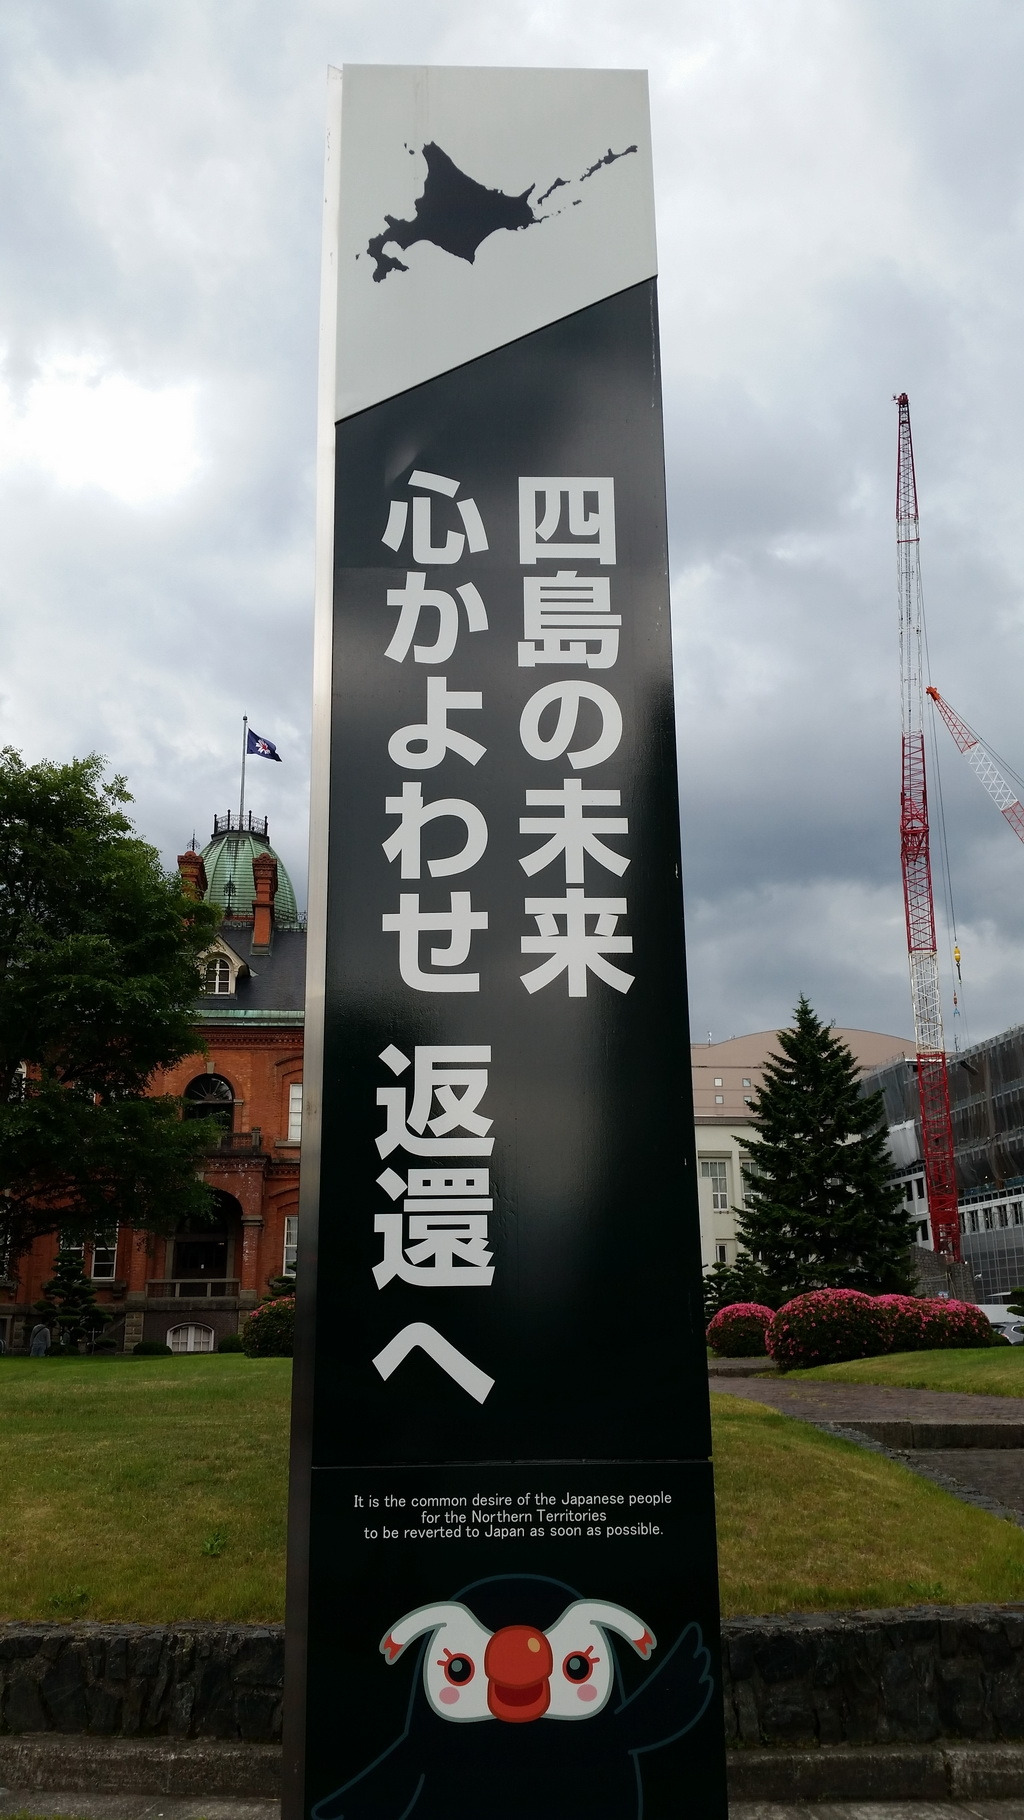 四島の未来
心かよわせ 返還へ
It is the common desire of the Japanese people
for the Northern Territories
to be reverted to Japan as soon as possible.